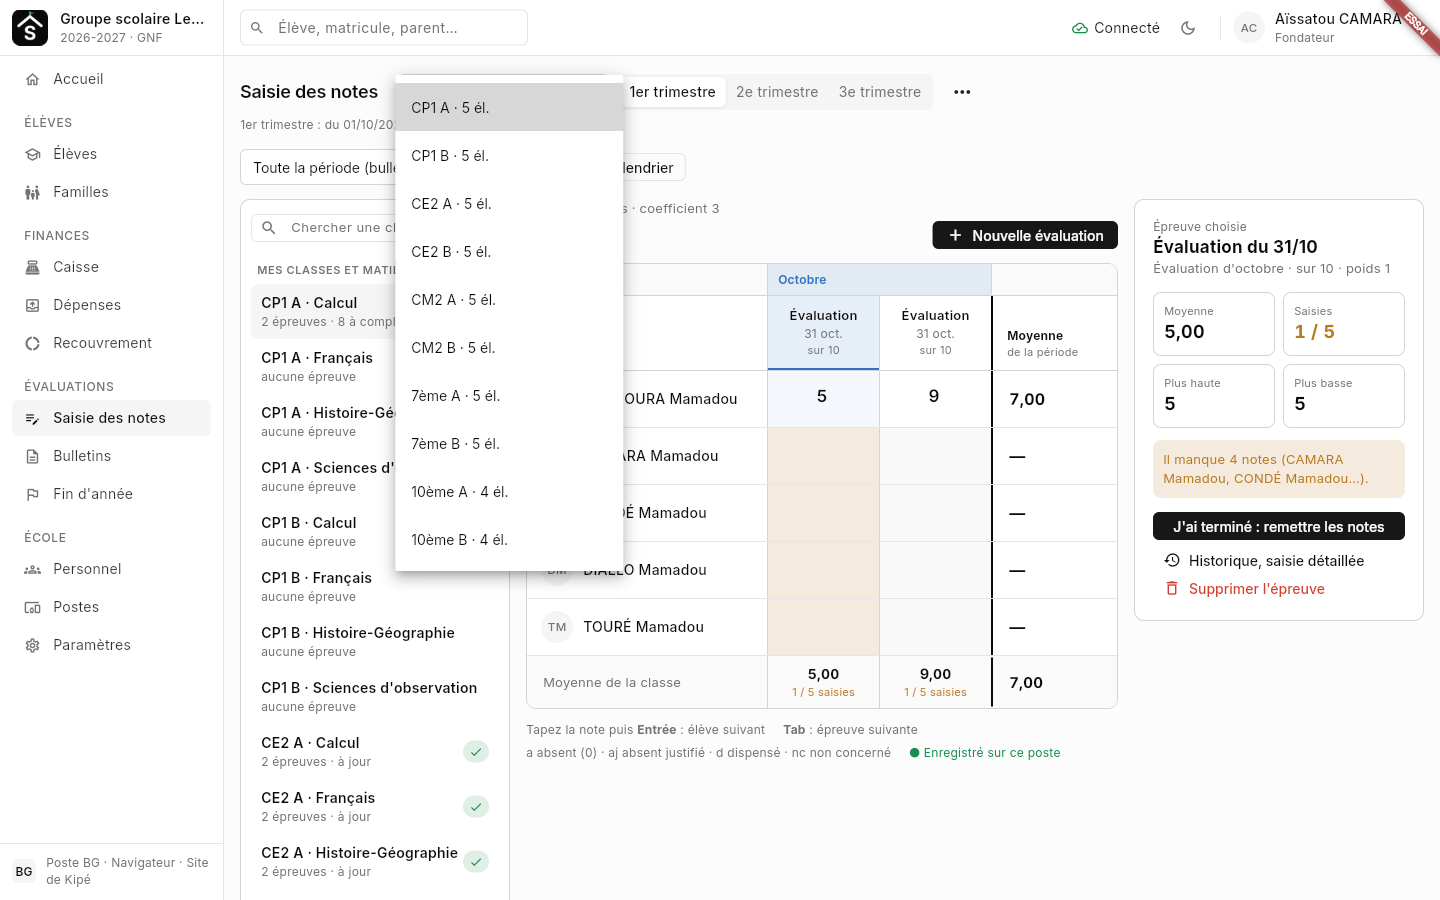 Groupe scolaire Le...
2026-2027 · GNF
Élève, matricule, parent...
Connecté
AC
Aïssatou CAMARA
Fondateur
ESSAI
Accueil
ÉLÈVES
Élèves
Familles
FINANCES
Caisse
Dépenses
Recouvrement
ÉVALUATIONS
Saisie des notes
Bulletins
Fin d'année
ÉCOLE
Personnel
Postes
Paramètres
BG
Poste BG · Navigateur · Site
de Kipé
Saisie des notes
1er trimestre
2e trimestre
3e trimestre
1er trimestre : du 01/10/20
Toute la période
CP1 A · 5 él.
CP1 B · 5 él.
CE2 A · 5 él.
CE2 B · 5 él.
CM2 A · 5 él.
CM2 B · 5 él.
7ème A · 5 él.
7ème B · 5 él.
10ème A · 4 él.
10ème B · 4 él.
Chercher une
MES CLASSES ET
CP1 A · Calcul
2 épreuves · 8 à
CP1 A · Français
aucune épreuve
CP1 A ·
aucune épreuve
CP1 A · Sciences
aucune épreuve
CP1 B · Calcul
aucune épreuve
CP1 B · Français
aucune épreuve
CP1 B · Histoire-Géographie
aucune épreuve
CP1 B · Sciences d'observation
aucune épreuve
CE2 A · Calcul
2 épreuves · à jour
CE2 A · Français
2 épreuves · à jour
CE2 A · Histoire-Géographie
2 épreuves · à jour
· coefficient 3
+ Nouvelle évaluation
Octobre
Évaluation
31 oct.
sur 10
Évaluation
31 oct.
sur 10
Moyenne
de la période
OURA Mamadou
5
9
7,00
ARA Mamadou
—
DÉ Mamadou
—
DIALLO Mamadou
—
TM
TOURÉ Mamadou
—
Moyenne de la classe
5,00
1 / 5 saisies
9,00
1 / 5 saisies
7,00
Tapez la note puis Entrée : élève suivant Tab : épreuve suivante
a absent (0) · aj absent justifié · d dispensé · nc non concerné
Enregistré sur ce poste
Épreuve choisie
Évaluation du 31/10
Évaluation d'octobre · sur 10 · poids 1
Moyenne
5,00
Saisies
1 / 5
Plus haute
5
Plus basse
5
Il manque 4 notes (CAMARA
Mamadou, CONDÉ Mamadou...).
J'ai terminé : remettre les notes
Historique, saisie détaillée
Supprimer l'épreuve